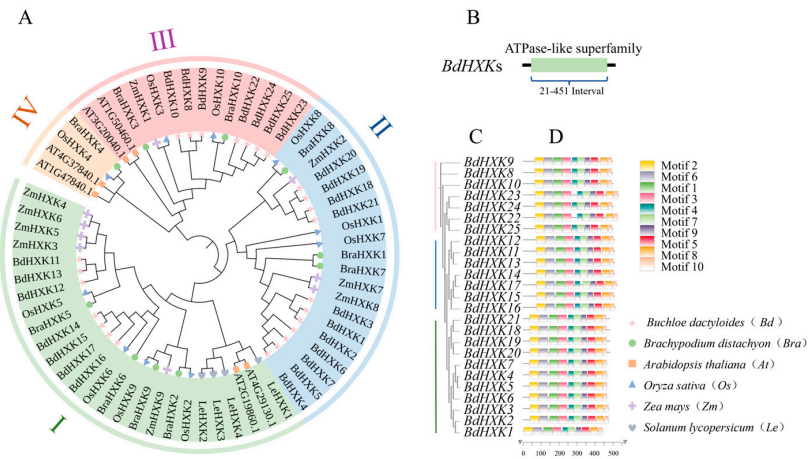 A
III
II
IV
I
AT1G47840.1
AT4G37840.1
OsHXK4
BraHXK4
AT3G20040.1
AT1G50460.1
BraHXK3
OsHXK3
ZmHXK1
BdHXK10
BdHXK8
BdHXK9
OsHXK10
BraHXK10
BdHXK22
BdHXK24
BdHXK25
BdHXK23
OsHXK8
BraHXK8
ZmHXK2
BdHXK20
BdHXK19
BdHXK18
BdHXK21
OsHXK1
OsHXK7
BraHXK1
BraHXK7
ZmHXK7
ZmHXK8
BdHXK3
BdHXK1
BdHXK2
BdHXK6
BdHXK7
BdHXK5
BdHXK4
LeHXK1
AT4G29130.1
AT2G19860.1
LeHXK4
LeHXK3
LeHXK2
OsHXK2
BraHXK2
ZmHXK9
BraHXK9
OsHXK9
BraHXK6
OsHXK6
BdHXK16
BdHXK17
BdHXK15
BdHXK14
BraHXK5
OsHXK5
BdHXK12
BdHXK13
BdHXK11
ZmHXK3
ZmHXK5
ZmHXK6
ZmHXK4
B
ATPase-like superfamily
BdHXKs
21-451 Interval
C
D
BdHXK9
BdHXK8
BdHXK10
BdHXK23
BdHXK24
BdHXK22
BdHXK25
BdHXK12
BdHXK11
BdHXK13
BdHXK14
BdHXK17
BdHXK15
BdHXK16
BdHXK21
BdHXK18
BdHXK19
BdHXK20
BdHXK7
BdHXK4
BdHXK5
BdHXK6
BdHXK3
BdHXK2
BdHXK1
5'
3'
0 100 200 300 400 500
Motif 2
Motif 6
Motif 1
Motif 3
Motif 4
Motif 7
Motif 9
Motif 5
Motif 8
Motif 10
Buchloe dactyloides（Bd）
Brachypodium distachyon（Bra）
Arabidopsis thaliana（At）
Oryza sativa（Os）
Zea mays（Zm）
Solanum lycopersicum（Le）